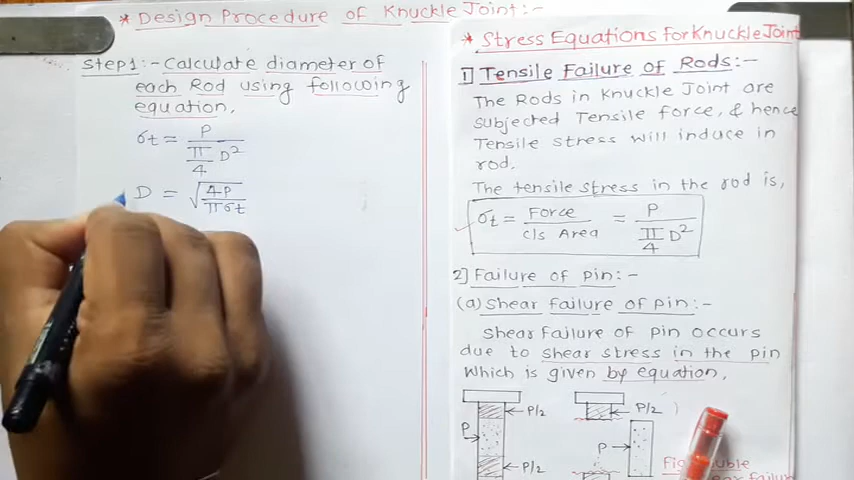 * Design Procedure of Knuckle Joint:-
Step1:- Calculate diameter of
each Rod using following
equation,
σt = P / (π/4 D²)
D = √(4P / πσt)
* Stress Equations for Knuckle Joint
1] Tensile Failure of Rods:-
The Rods in Knuckle Joint are
subjected Tensile Force, & hence
Tensile stress will induce in
rod.
The tensile stress in the rod is,
σt = Force / c/s Area = P / (π/4 D²)
2] Failure of pin:-
(a) Shear failure of pin:-
Shear Failure of pin occurs
due to shear stress in the pin
which is given by equation,
P/2 P/2
P P
P/2